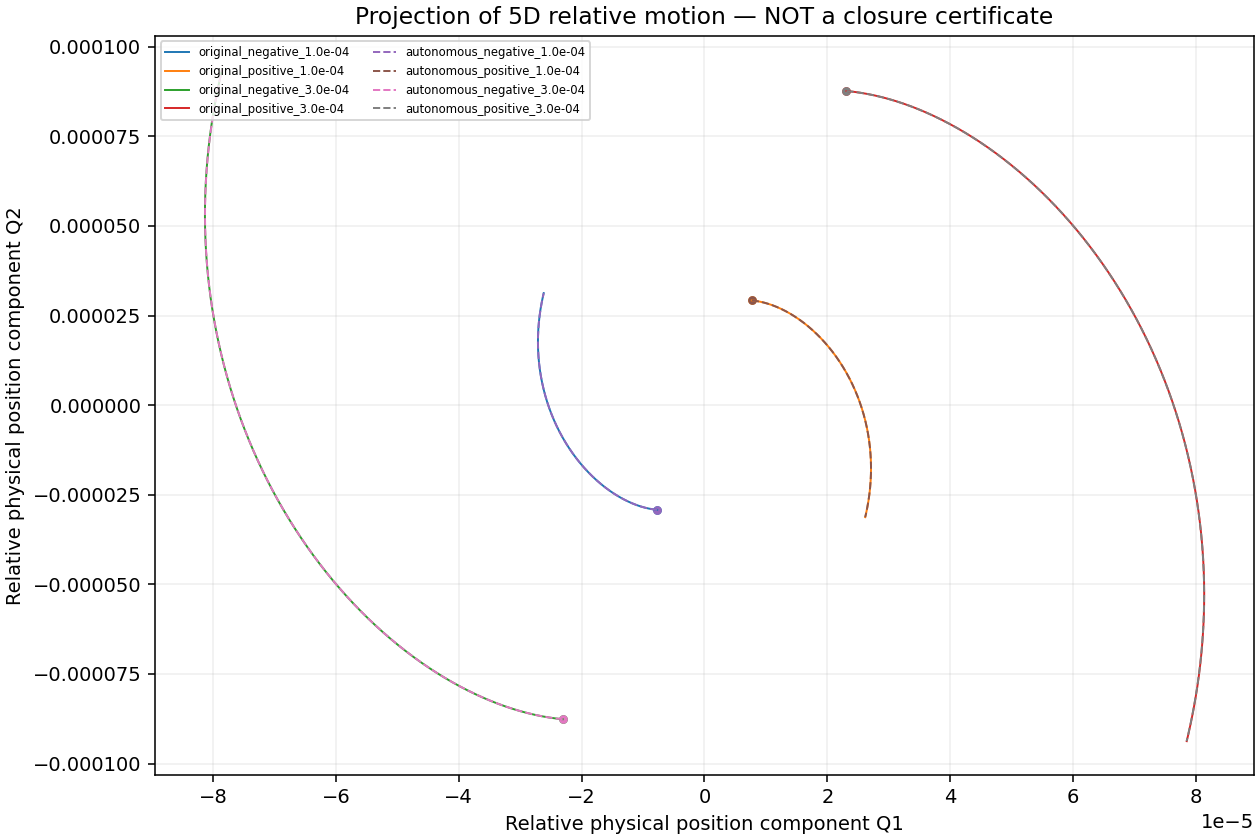 Projection of 5D relative motion — NOT a closure certificate
original_negative_1.0e-04
original_positive_1.0e-04
original_negative_3.0e-04
original_positive_3.0e-04
autonomous_negative_1.0e-04
autonomous_positive_1.0e-04
autonomous_negative_3.0e-04
autonomous_positive_3.0e-04
Relative physical position component Q2
0.000100
0.000075
0.000050
0.000025
0.000000
−0.000025
−0.000050
−0.000075
−0.000100
−8 −6 −4 −2 0 2 4 6 8
1e−5
Relative physical position component Q1